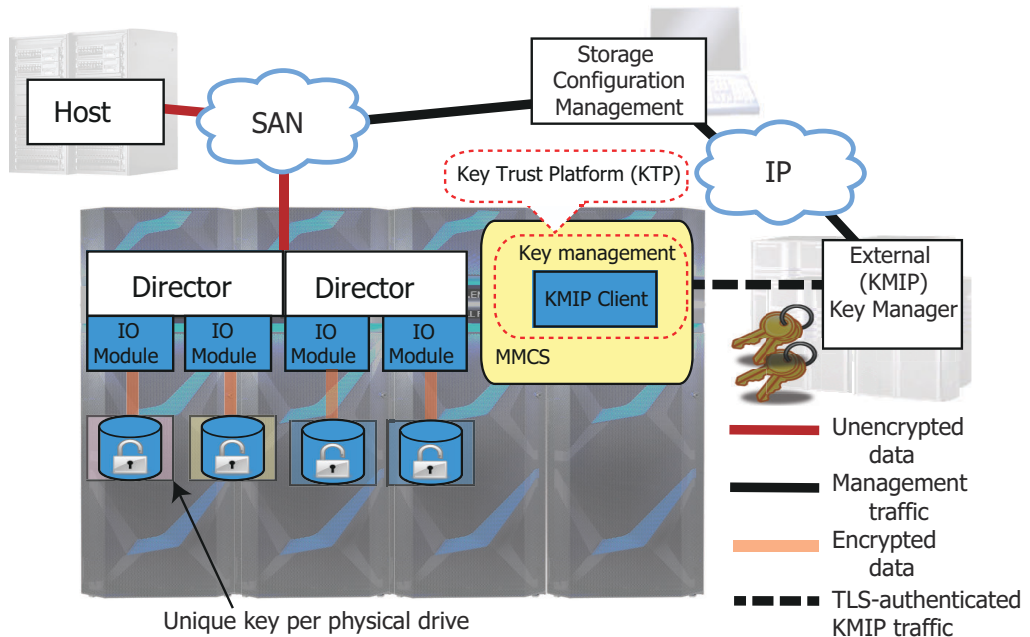 Host
SAN
Storage
Configuration
Management
IP
Key Trust Platform (KTP)
Key management
KMIP Client
MMCS
External
(KMIP)
Key Manager
Director
Director
IO
Module
IO
Module
IO
Module
IO
Module
Unique key per physical drive
Unencrypted
data
Management
traffic
Encrypted
data
TLS-authenticated
KMIP traffic